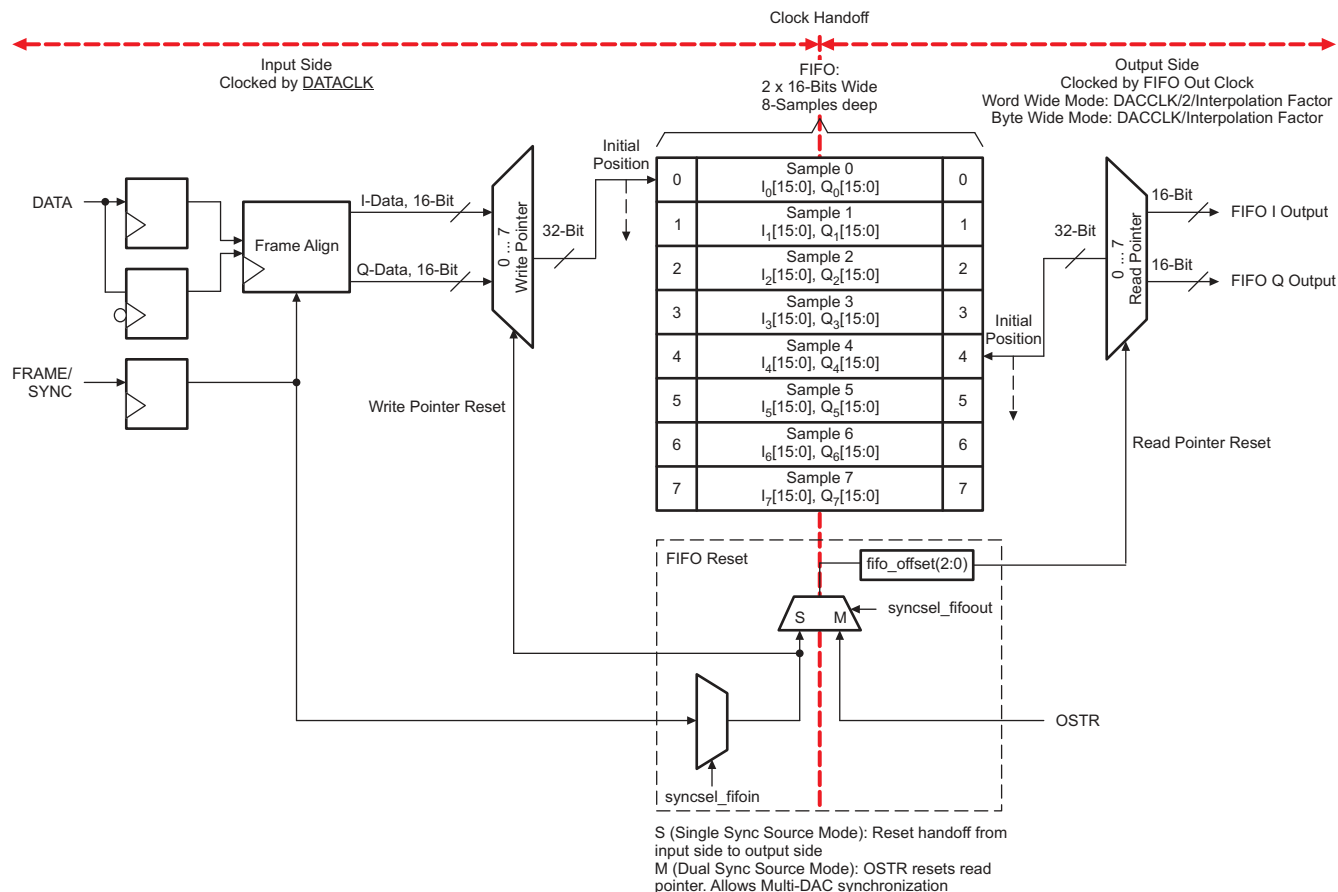 Clock Handoff
Input Side
Clocked by DATACLK
FIFO:
2 x 16-Bits Wide
8-Samples deep
Output Side
Clocked by FIFO Out Clock
Word Wide Mode: DACCLK/2/Interpolation Factor
Byte Wide Mode: DACCLK/Interpolation Factor
DATA
FRAME/
SYNC
Frame Align
I-Data, 16-Bit
Q-Data, 16-Bit
0 ... 7
Write Pointer
32-Bit
Initial
Position
0
Sample 0
I0[15:0], Q0[15:0]
0
1
Sample 1
I1[15:0], Q1[15:0]
1
2
Sample 2
I2[15:0], Q2[15:0]
2
3
Sample 3
I3[15:0], Q3[15:0]
3
4
Sample 4
I4[15:0], Q4[15:0]
4
5
Sample 5
I5[15:0], Q5[15:0]
5
6
Sample 6
I6[15:0], Q6[15:0]
6
7
Sample 7
I7[15:0], Q7[15:0]
7
Initial
Position
32-Bit
0 ... 7
Read Pointer
16-Bit
FIFO I Output
16-Bit
FIFO Q Output
Write Pointer Reset
Read Pointer Reset
FIFO Reset
fifo_offset(2:0)
S M
syncsel_fifoout
OSTR
syncsel_fifoin
S (Single Sync Source Mode): Reset handoff from
input side to output side
M (Dual Sync Source Mode): OSTR resets read
pointer. Allows Multi-DAC synchronization